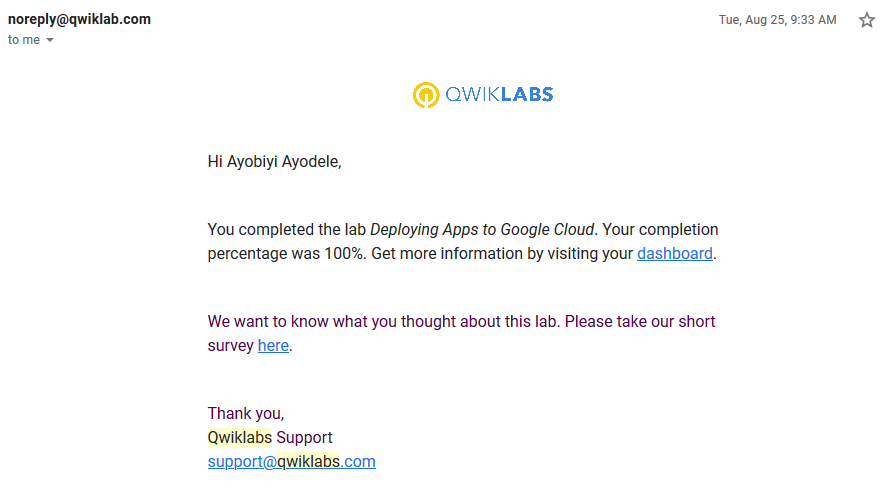 noreply@qwiklab.com
Tue, Aug 25, 9:33 AM
to me
QWIKLABS
Hi Ayobiyi Ayodele,
You completed the lab Deploying Apps to Google Cloud. Your completion
percentage was 100%. Get more information by visiting your dashboard.
We want to know what you thought about this lab. Please take our short
survey here.
Thank you,
Qwiklabs Support
support@qwiklabs.com